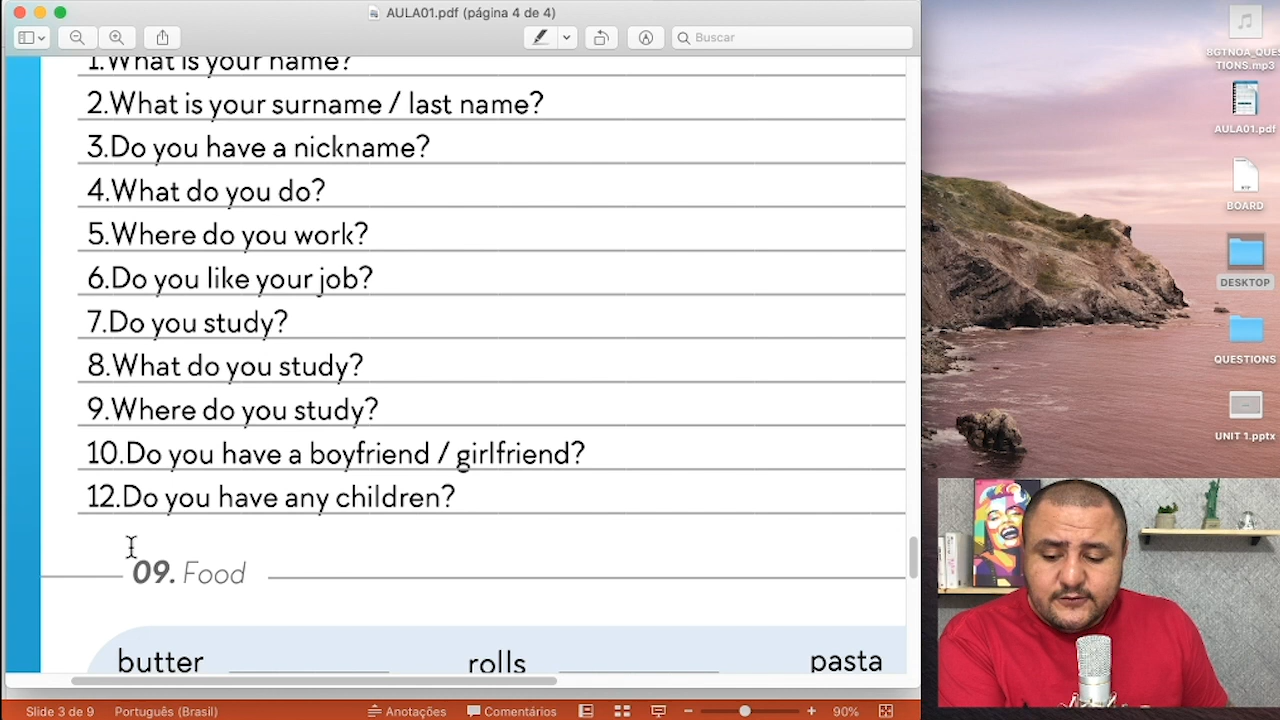 AULA01.pdf (página 4 de 4)
Buscar
1.What is your name?
2.What is your surname / last name?
3.Do you have a nickname?
4.What do you do?
5.Where do you work?
6.Do you like your job?
7.Do you study?
8.What do you study?
9.Where do you study?
10.Do you have a boyfriend / girlfriend?
12.Do you have any children?
09. Food
butter
rolls
pasta
Slide 3 de 9
Português (Brasil)
Anotações
Comentários
90%
BGTNOA_QUES
TIONS.mp3
AULA01.pdf
BOARD
DESKTOP
QUESTIONS
UNIT 1.pptx